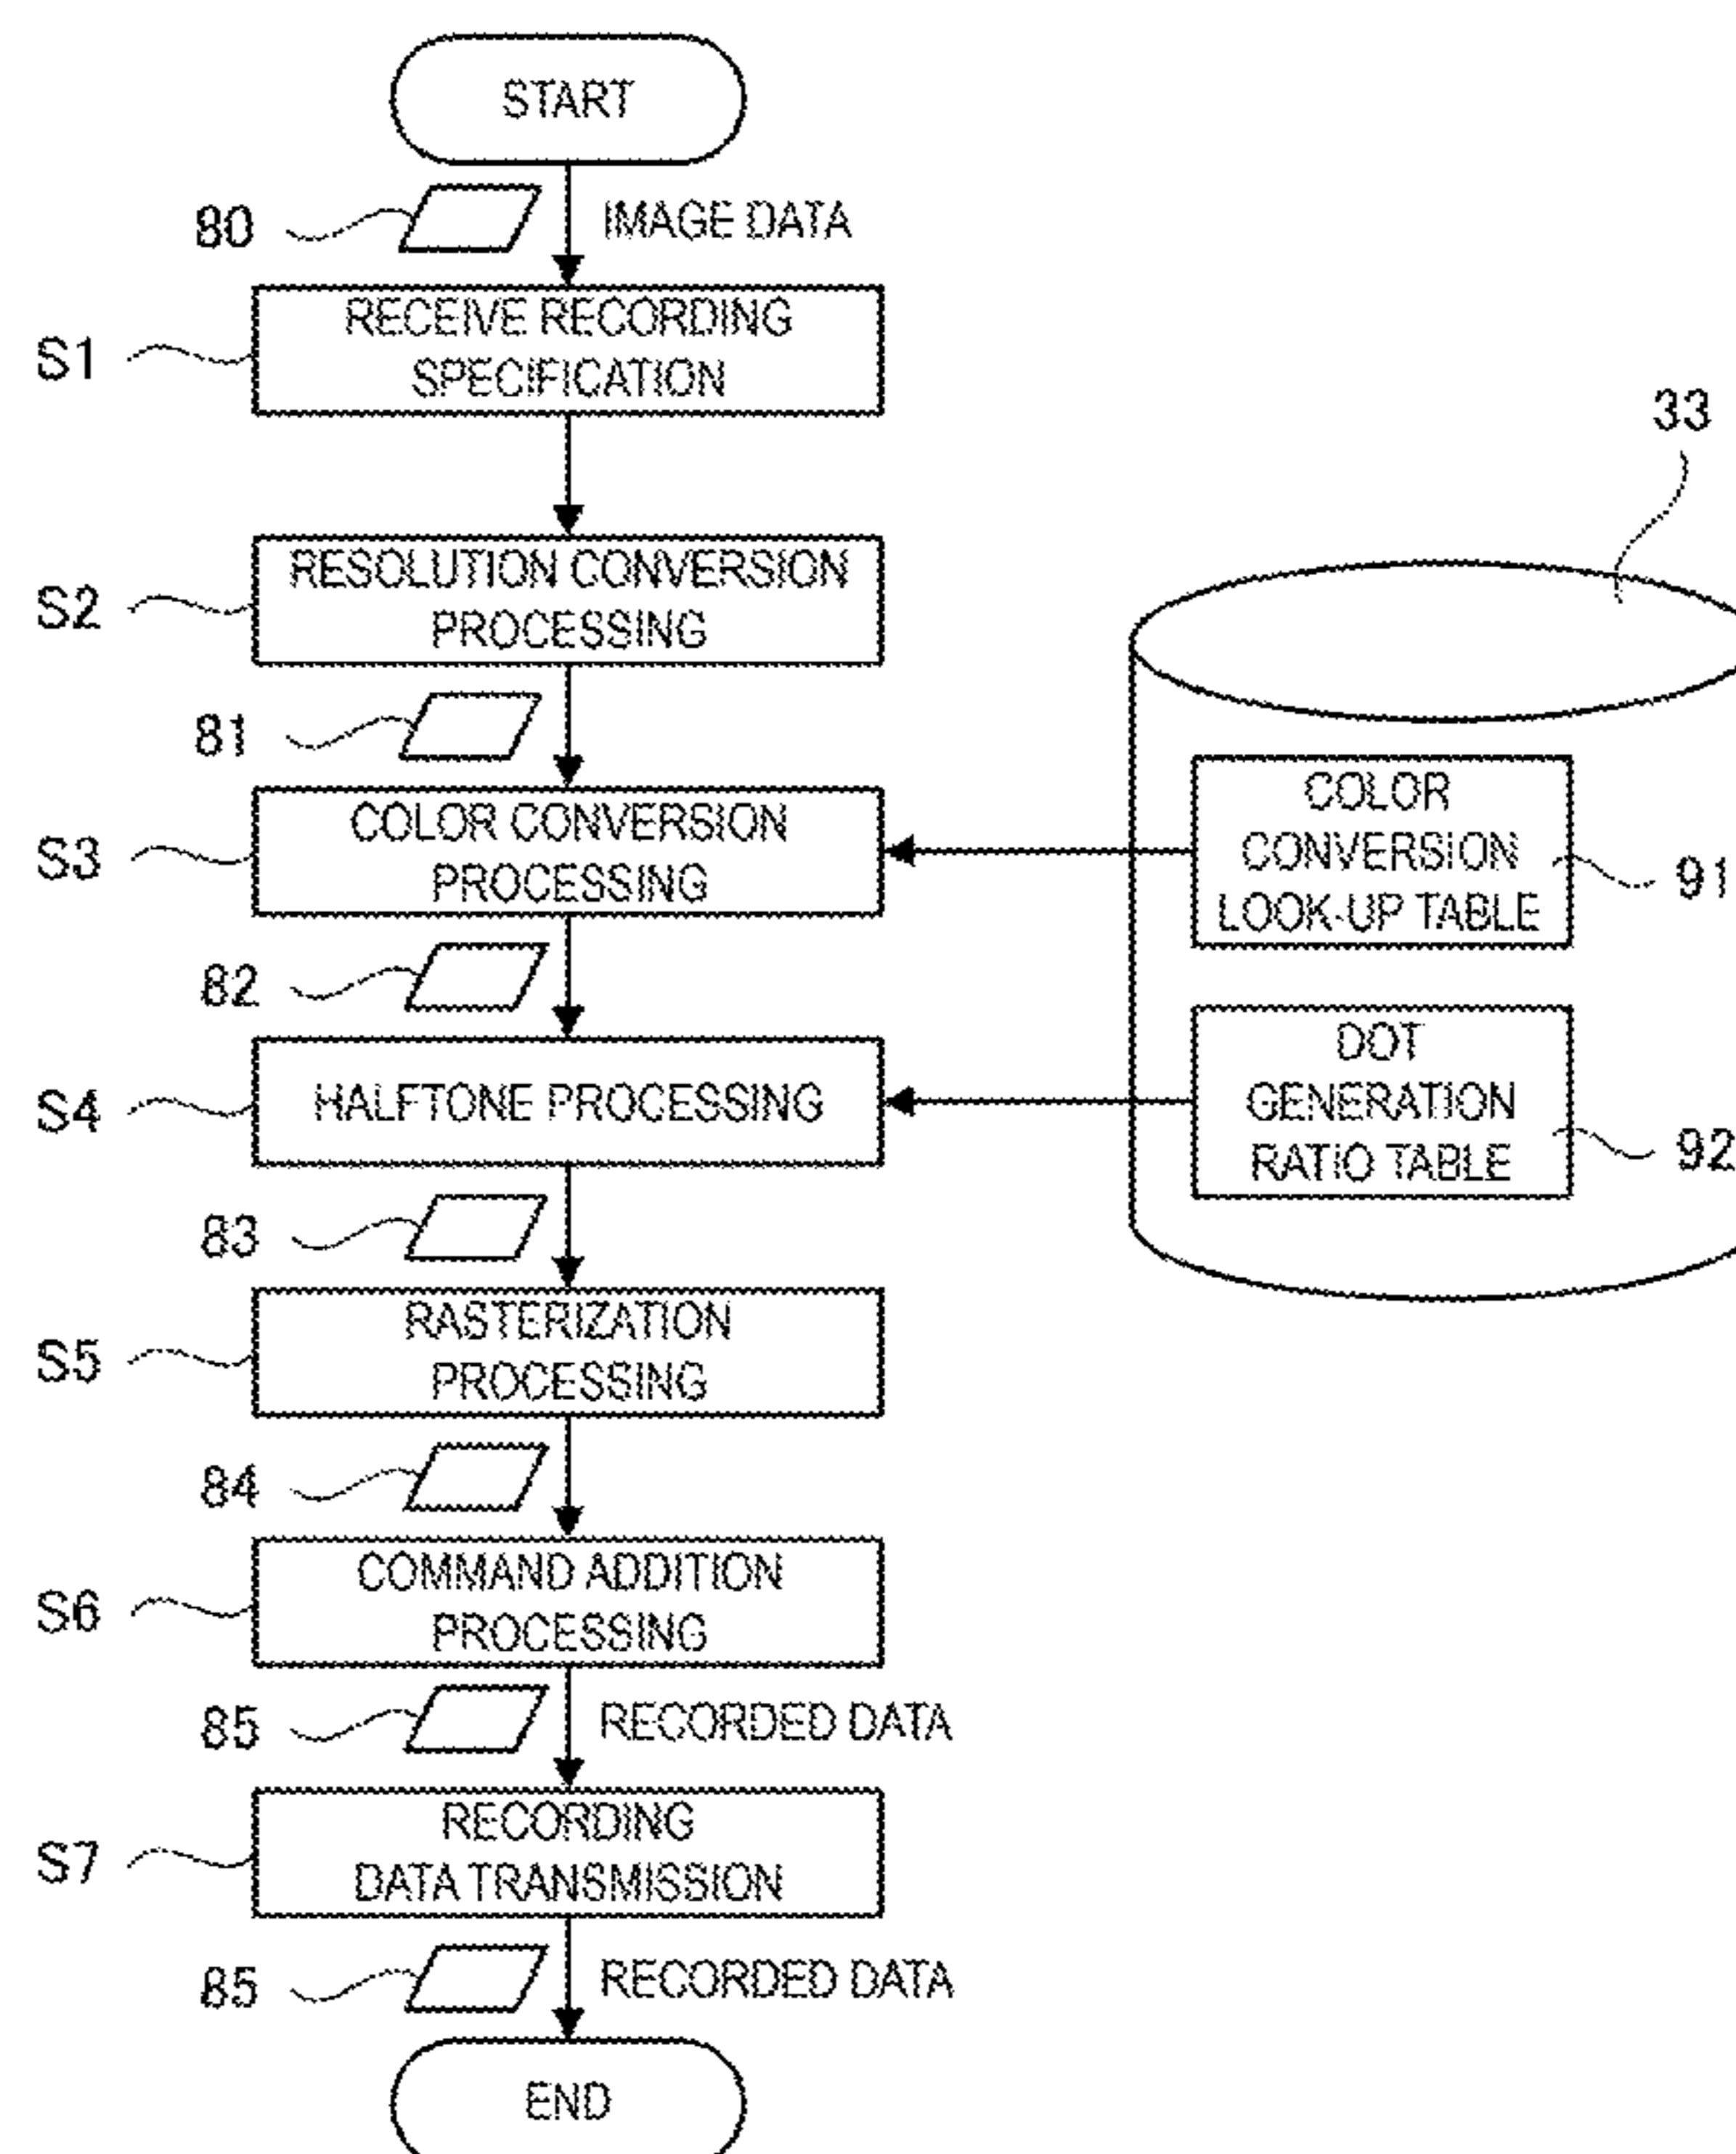 START
80
IMAGE DATA
S1
RECEIVE RECORDING
SPECIFICATION
33
S2
RESOLUTION CONVERSION
PROCESSING
81
S3
COLOR CONVERSION
PROCESSING
COLOR
CONVERSION
LOOK-UP TABLE
91
82
S4
HALFTONE PROCESSING
DOT
GENERATION
RATIO TABLE
92
83
S5
RASTERIZATION
PROCESSING
84
S6
COMMAND ADDITION
PROCESSING
85
RECORDED DATA
S7
RECORDING
DATA TRANSMISSION
85
RECORDED DATA
END